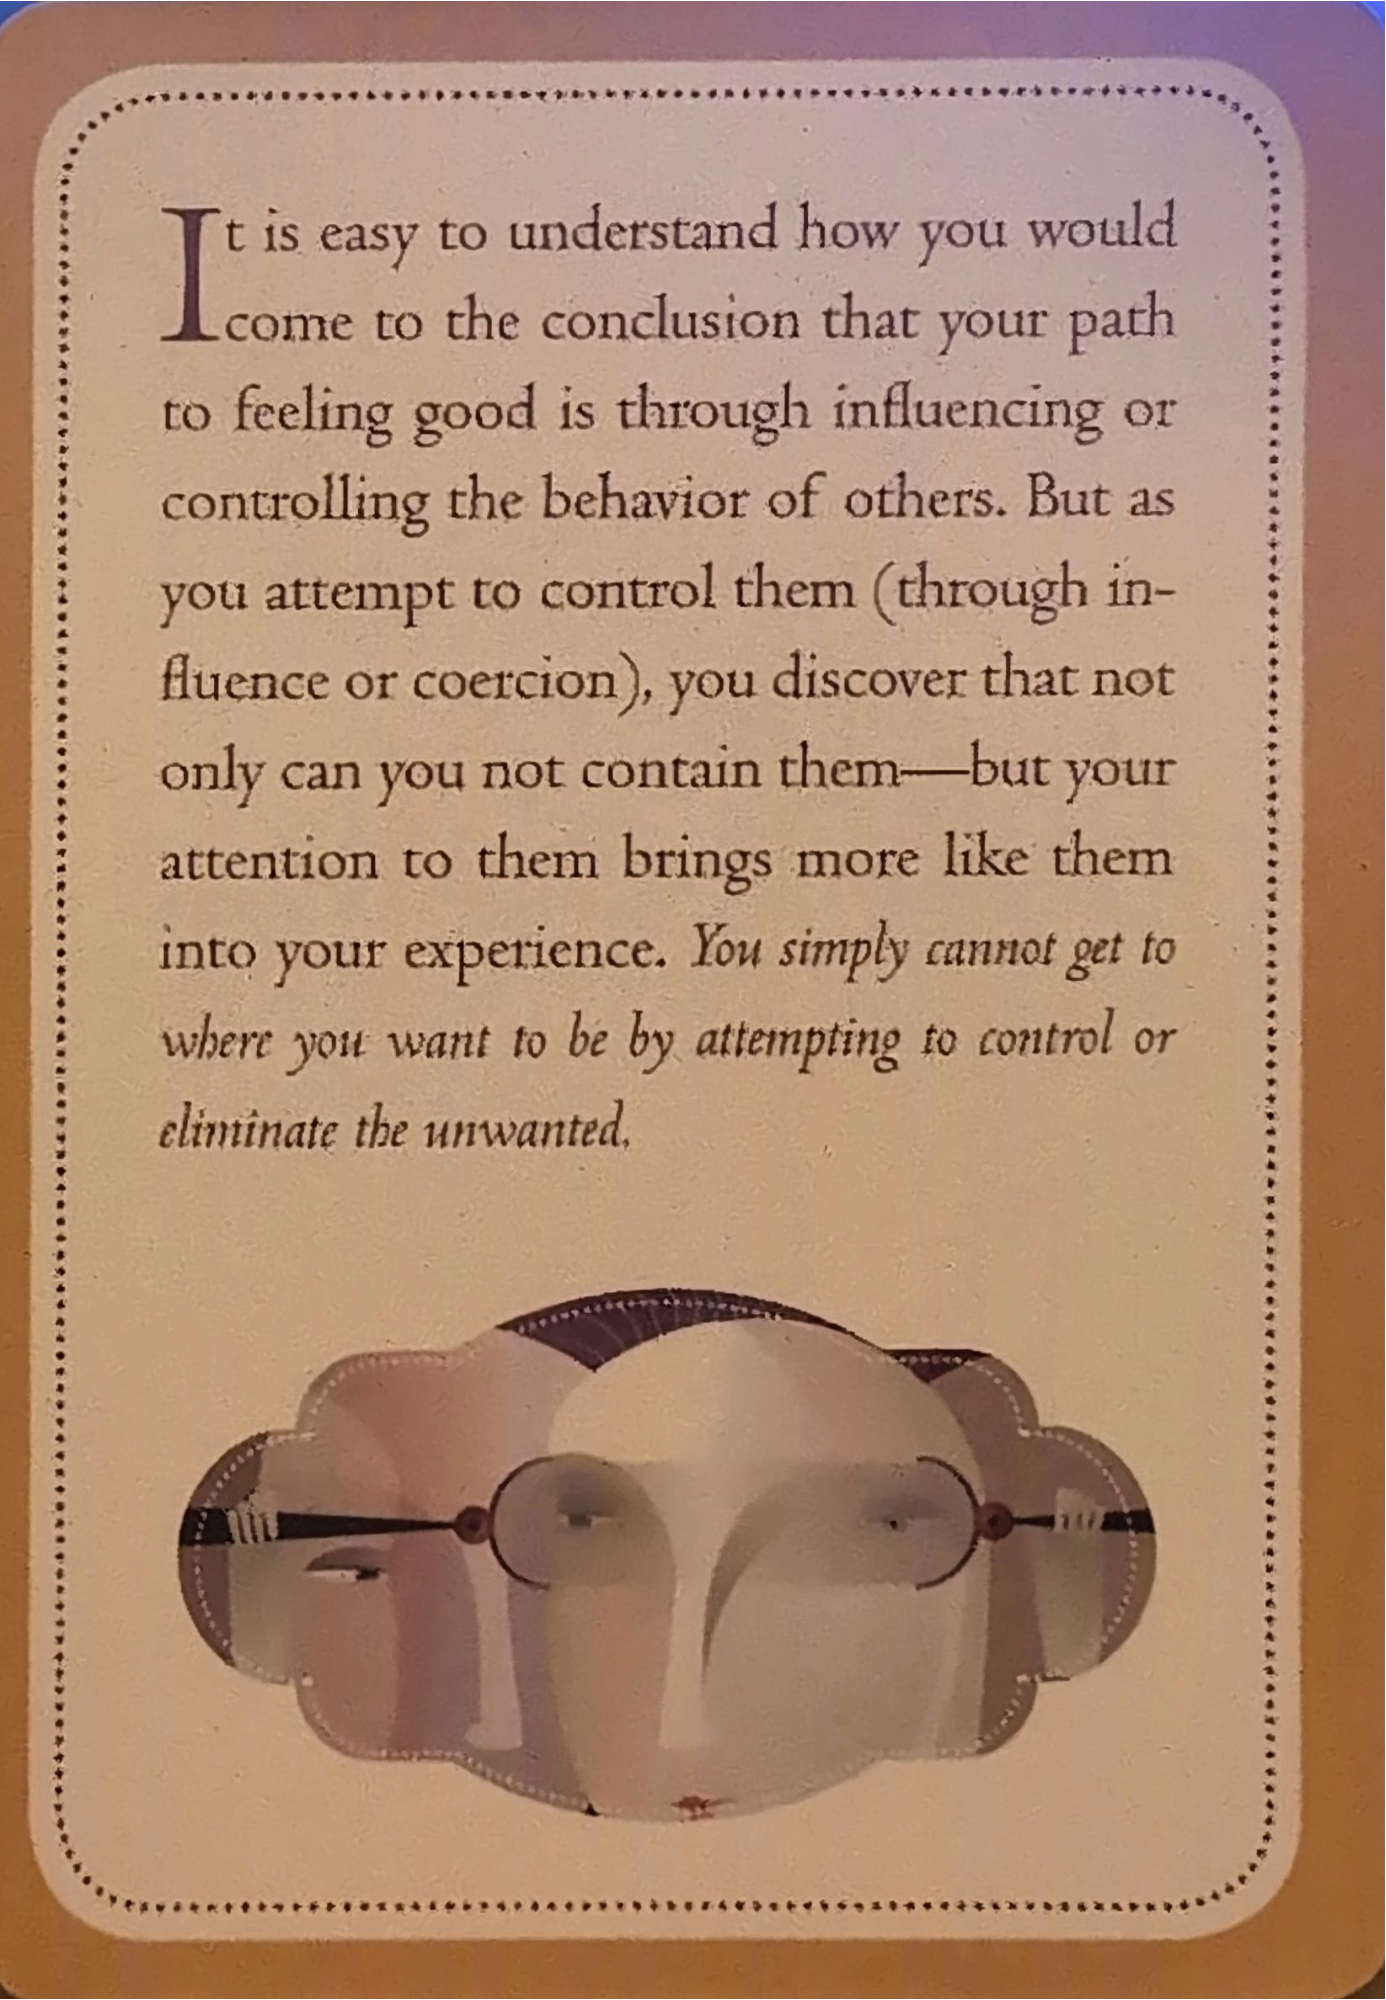 It is easy to understand how you would
come to the conclusion that your path
to feeling good is through influencing or
controlling the behavior of others. But as
you attempt to control them (through in-
fluence or coercion), you discover that not
only can you not contain them—but your
attention to them brings more like them
into your experience. You simply cannot get to
where you want to be by attempting to control or
eliminate the unwanted.